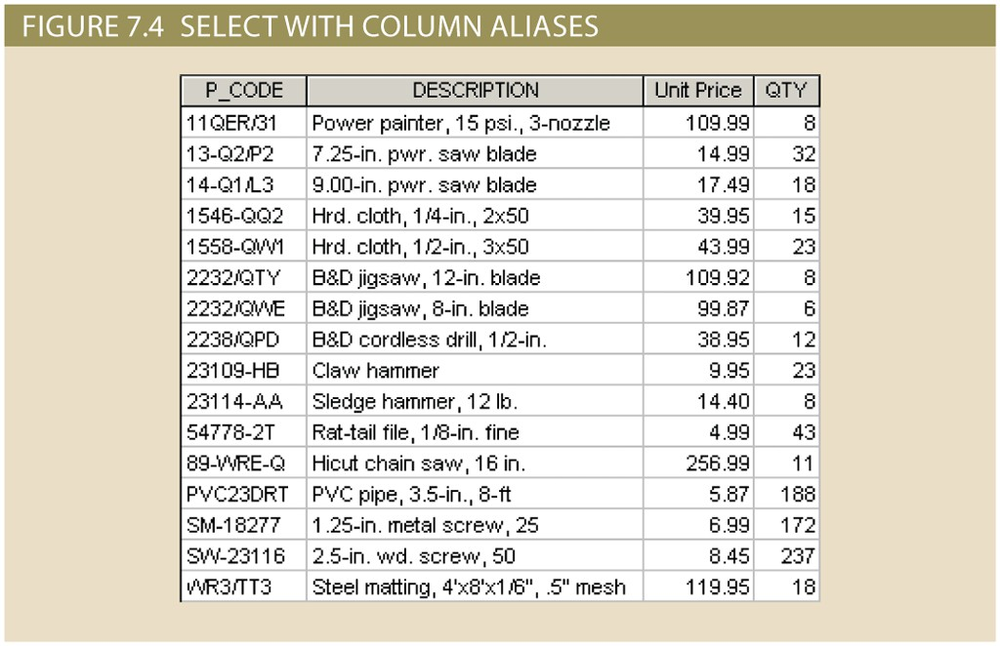 FIGURE 7.4 SELECT WITH COLUMN ALIASES
P_CODE DESCRIPTION Unit Price QTY
11QER/31 Power painter, 15 psi., 3-nozzle 109.99 8
13-Q2/P2 7.25-in. pwr. saw blade 14.99 32
14-Q1/L3 9.00-in. pwr. saw blade 17.49 18
1546-QQ2 Hrd. cloth, 1/4-in., 2x50 39.95 15
1558-QW1 Hrd. cloth, 1/2-in., 3x50 43.99 23
2232/QTY B&D jigsaw, 12-in. blade 109.92 8
2232/QWE B&D jigsaw, 8-in. blade 99.87 6
2238/QPD B&D cordless drill, 1/2-in. 38.95 12
23109-HB Claw hammer 9.95 23
23114-AA Sledge hammer, 12 lb. 14.40 8
54778-2T Rat-tail file, 1/8-in. fine 4.99 43
89-WRE-Q Hicut chain saw, 16 in. 256.99 11
PVC23DRT PVC pipe, 3.5-in., 8-ft 5.87 188
SM-18277 1.25-in. metal screw, 25 6.99 172
SW-23116 2.5-in. wd. screw, 50 8.45 237
WR3/TT3 Steel matting, 4'x8'x1/6", .5" mesh 119.95 18